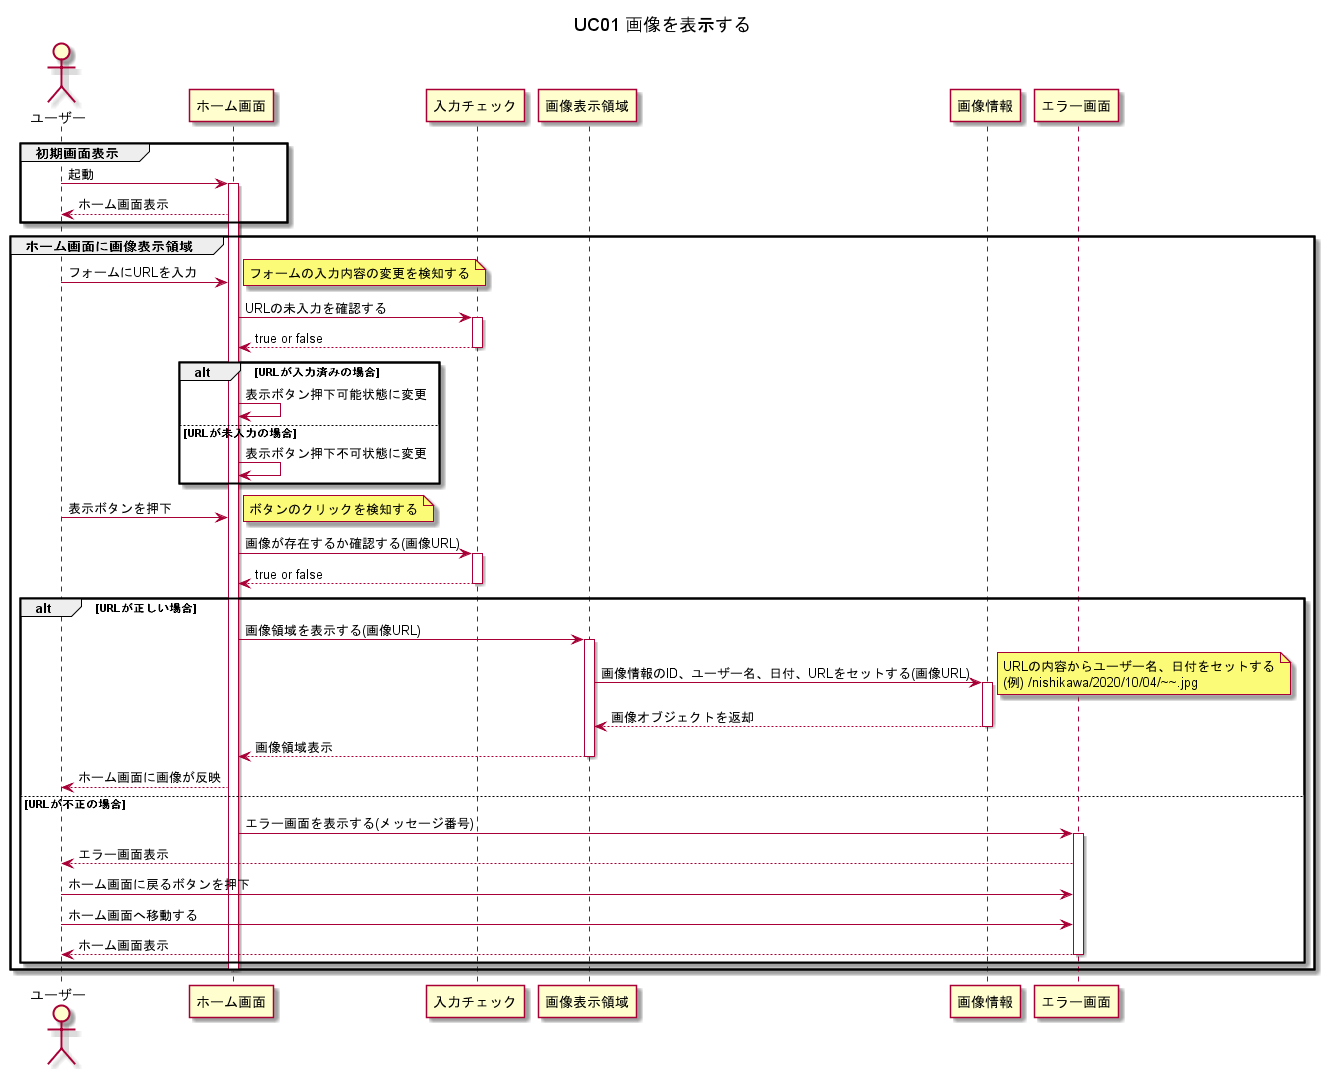 UC01 画像を表示する
ユーザー
ホーム画面
入力チェック
画像表示領域
画像情報
エラー画面
初期画面表示
起動
ホーム画面表示
ホーム画面に画像表示領域
フォームにURLを入力
フォームの入力内容の変更を検知する
URLの未入力を確認する
true or false
alt
[URLが入力済みの場合]
表示ボタン押下可能状態に変更
[URLが未入力の場合]
表示ボタン押下不可状態に変更
表示ボタンを押下
ボタンのクリックを検知する
画像が存在するか確認する(画像URL)
true or false
alt
[URLが正しい場合]
画像領域を表示する(画像URL)
画像情報のID、ユーザー名、日付、URLをセットする(画像URL)
URLの内容からユーザー名、日付をセットする
(例) /nishikawa/2020/10/04/~~.jpg
画像オブジェクトを返却
画像領域表示
ホーム画面に画像が反映
[URLが不正の場合]
エラー画面を表示する(メッセージ番号)
エラー画面表示
ホーム画面に戻るボタンを押下
ホーム画面へ移動する
ホーム画面表示
ユーザー
ホーム画面
入力チェック
画像表示領域
画像情報
エラー画面